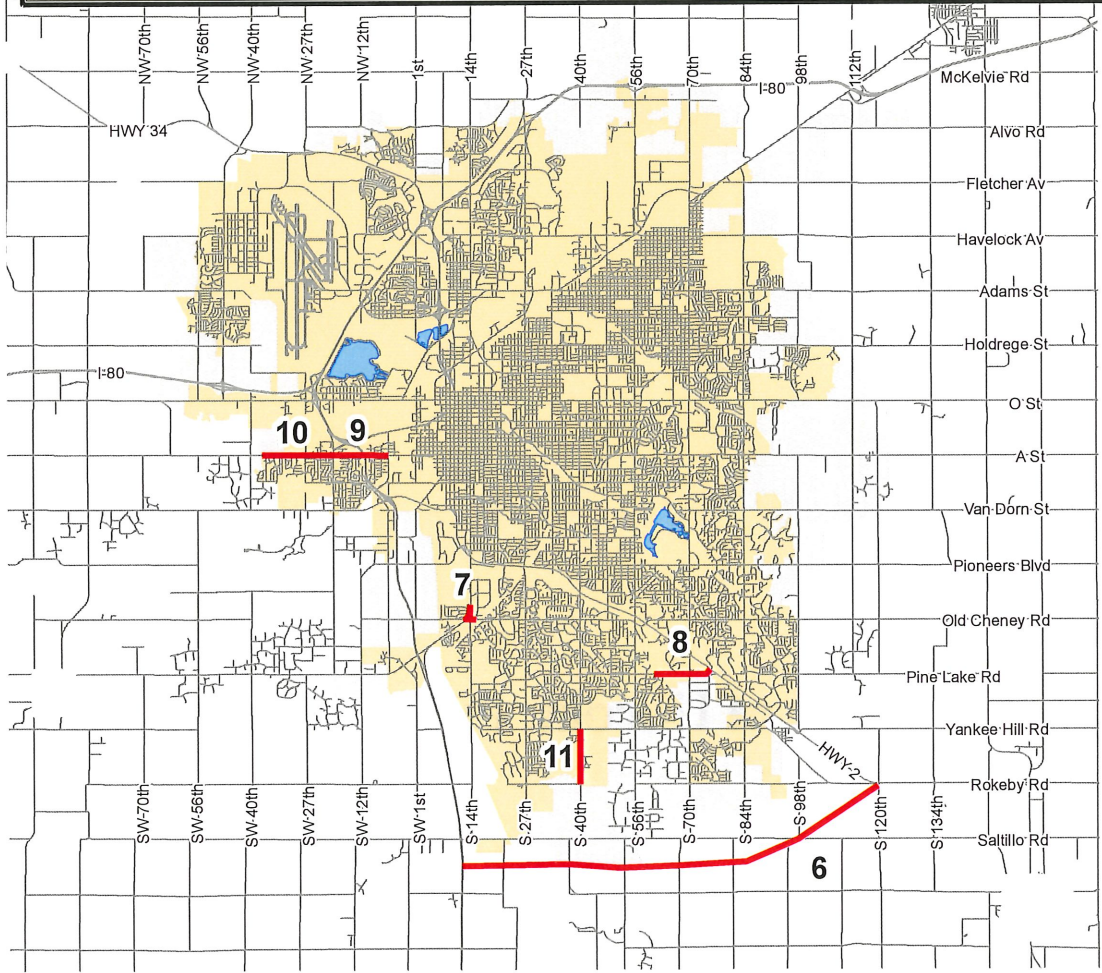 NW 70th
NW 56th
NW 40th
NW 27th
NW 12th
1st
14th
27th
40th
56th
70th
84th
98th
112th
McKelvie Rd
I-80
HWY 34
Alvo Rd
Fletcher Av
Havelock Av
Adams St
Holdrege St
I-80
O St
10
9
A St
Van Dorn St
Pioneers Blvd
7
Old Cheney Rd
8
Pine Lake Rd
Yankee Hill Rd
11
HWY-2
Rokeby Rd
SW-70th
SW-56th
SW-40th
SW-27th
SW-12th
SW-1st
S-14th
S-27th
S-40th
S-56th
S-70th
S-84th
S-98th
S-120th
S-134th
Saltillo Rd
6